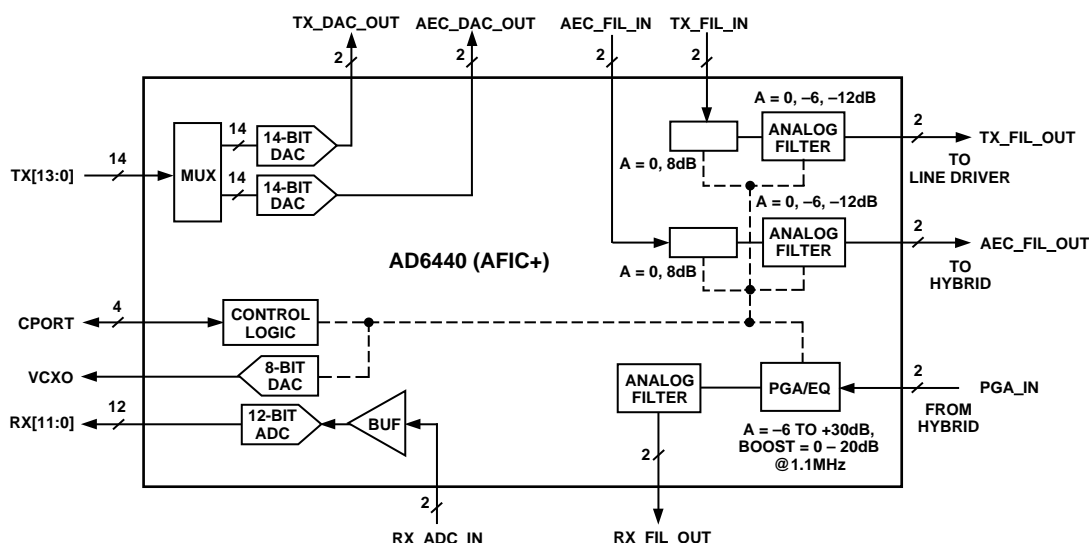 TX_DAC_OUT
AEC_DAC_OUT
AEC_FIL_IN
TX_FIL_IN
2
2
2
2
A = 0, –6, –12dB
14
14-BIT
DAC
ANALOG
FILTER
2
TX_FIL_OUT
TX[13:0]
14
MUX
A = 0, 8dB
TO
LINE DRIVER
14
14-BIT
DAC
A = 0, –6, –12dB
ANALOG
FILTER
2
AEC_FIL_OUT
AD6440 (AFIC+)
A = 0, 8dB
TO
HYBRID
CPORT
4
CONTROL
LOGIC
VCXO
8-BIT
DAC
ANALOG
FILTER
PGA/EQ
2
PGA_IN
RX[11:0]
12
12-BIT
ADC
BUF
FROM
HYBRID
A = –6 TO +30dB,
BOOST = 0 – 20dB
@1.1MHz
2
2
RX_ADC_IN
RX_FIL_OUT